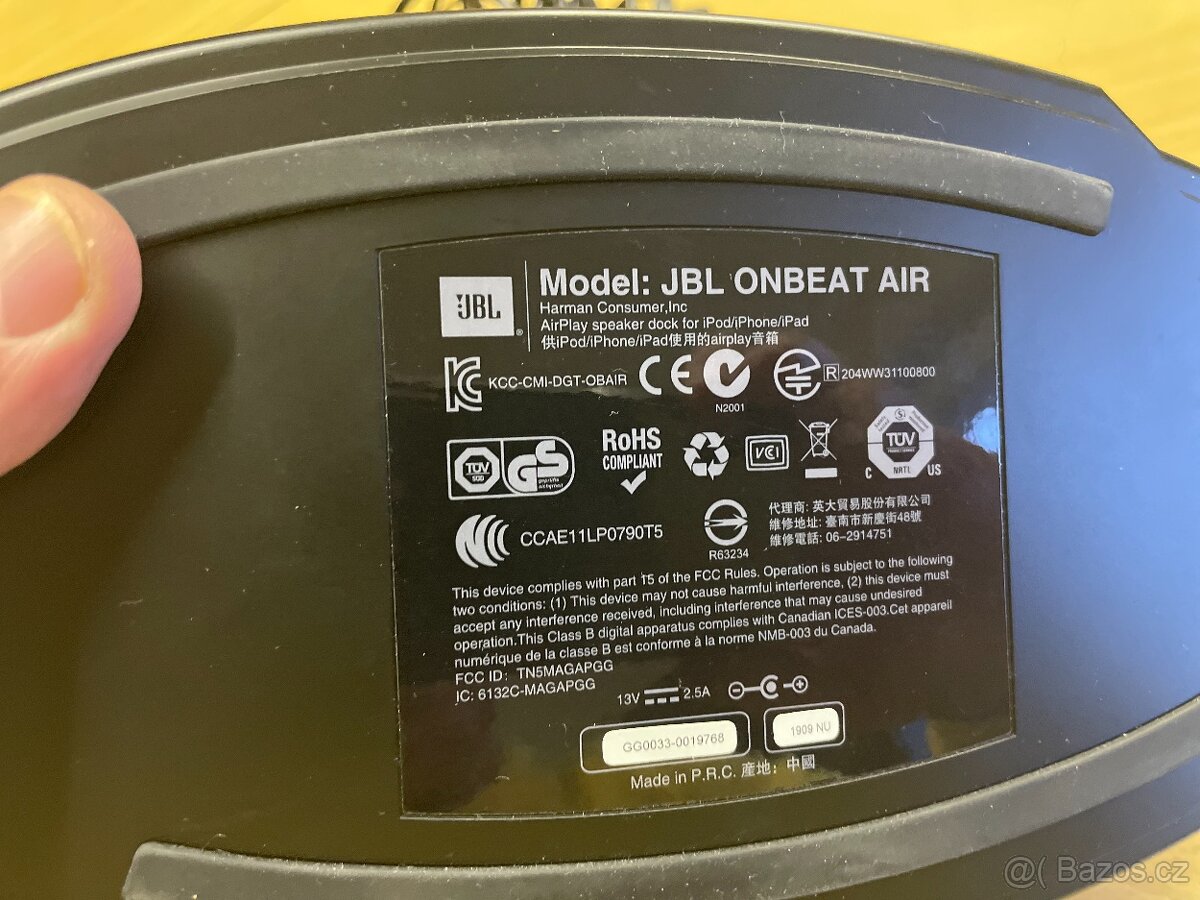 JBL
Model: JBL ONBEAT AIR
Harman Consumer,Inc
AirPlay speaker dock for iPod/iPhone/iPad
供iPod/iPhone/iPad使用的airplay音箱
KCC-CMI-DGT-OBAIR
CE
N2001
R 204WW31100800
TÜV
SÜD
GS
RoHS
COMPLIANT
VCI
TÜV
C NRTL US
CCAE11LP0790T5
R63234
代理商: 英大貿易股份有限公司
維修地址: 臺南市新慶街48號
維修電話: 06-2914751
This device complies with part 15 of the FCC Rules. Operation is subject to the following
two conditions: (1) This device may not cause harmful interference, (2) this device must
accept any interference received, including interference that may cause undesired
operation.This Class B digital apparatus complies with Canadian ICES-003.Cet appareil
numérique de la classe B est conforme à la norme NMB-003 du Canada.
FCC ID: TN5MAGAPGG
IC: 6132C-MAGAPGG
13V 2.5A
GG0033-0019768
1909 NU
Made in P.R.C. 產地: 中國
@( Bazos.cz